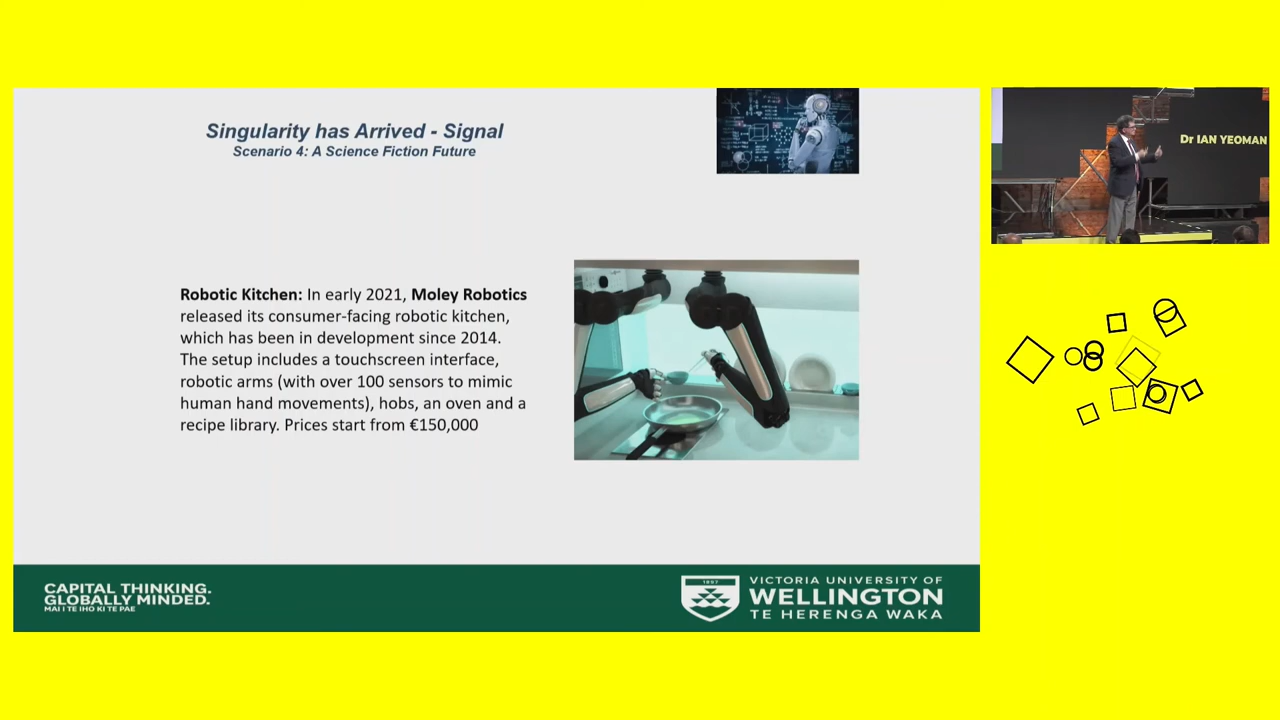 Singularity has Arrived - Signal
Scenario 4: A Science Fiction Future
Robotic Kitchen: In early 2021, Moley Robotics
released its consumer-facing robotic kitchen,
which has been in development since 2014.
The setup includes a touchscreen interface,
robotic arms (with over 100 sensors to mimic
human hand movements), hobs, an oven and a
recipe library. Prices start from €150,000
CAPITAL THINKING.
GLOBALLY MINDED.
MAI I TE IHO KI TE PAE
1897
VICTORIA UNIVERSITY OF
WELLINGTON
TE HERENGA WAKA
Dr IAN YEOMAN